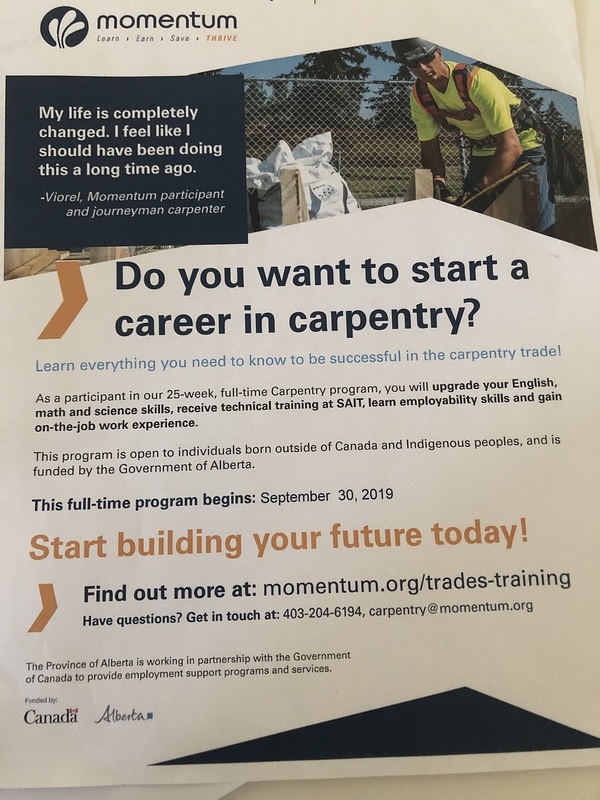 momentum
Learn › Earn › Save › THRIVE
My life is completely
changed. I feel like I
should have been doing
this a long time ago.
-Viorel, Momentum participant
and journeyman carpenter
Do you want to start a
career in carpentry?
Learn everything you need to know to be successful in the carpentry trade!
As a participant in our 25-week, full-time Carpentry program, you will upgrade your English,
math and science skills, receive technical training at SAIT, learn employability skills and gain
on-the-job work experience.
This program is open to individuals born outside of Canada and Indigenous peoples, and is
funded by the Government of Alberta.
This full-time program begins: September 30, 2019
Start building your future today!
Find out more at: momentum.org/trades-training
Have questions? Get in touch at: 403-204-6194, carpentry@momentum.org
The Province of Alberta is working in partnership with the Government
of Canada to provide employment support programs and services.
Funded by:
Canada Alberta